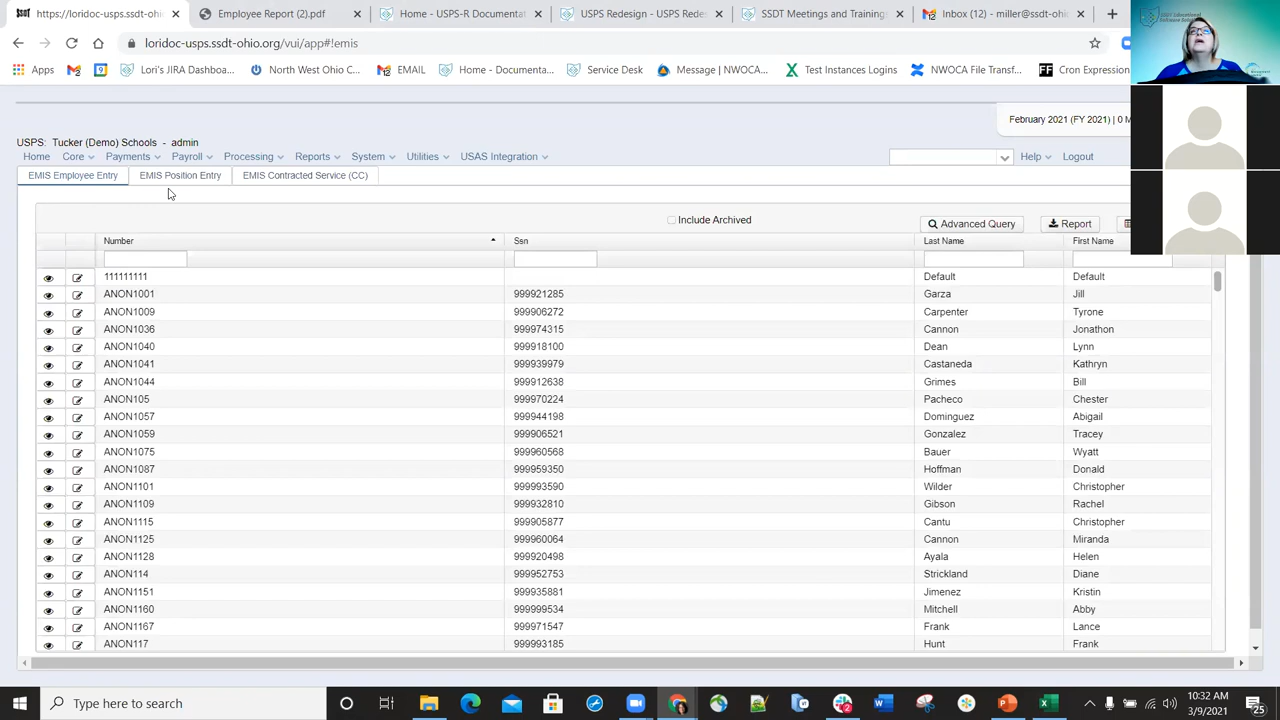 https://loridoc-usps.ssdt-ohio.org
Employee Report (2).pdf
Home - USPS-R Documentat
USPS Redesign - USPS Rede
SSDT Meetings and Training
Inbox (12) - miller@ssdt-oh
loridoc-usps.ssdt-ohio.org/vui/app#!emis
Apps
Lori's JIRA Dashboa...
North West Ohio C...
EMAIL
Home - Documenta...
Service Desk
Message | NWOCA...
Test Instances Logins
NWOCA File Transf...
Cron Expression
February 2021 (FY 2021) | 0 M
USPS: Tucker (Demo) Schools - admin
Home Core Payments Payroll Processing Reports System Utilities USAS Integration Help Logout
EMIS Employee Entry EMIS Position Entry EMIS Contracted Service (CC)
Include Archived Advanced Query Report
Number Ssn Last Name First Name
111111111 Default Default
ANON1001 999921285 Garza Jill
ANON1009 999906272 Carpenter Tyrone
ANON1036 999974315 Cannon Jonathon
ANON1040 999918100 Dean Lynn
ANON1041 999939979 Castaneda Kathryn
ANON1044 999912638 Grimes Bill
ANON105 999970224 Pacheco Chester
ANON1057 999944198 Dominguez Abigail
ANON1059 999906521 Gonzalez Tracey
ANON1075 999960568 Bauer Wyatt
ANON1087 999959350 Hoffman Donald
ANON1101 999993590 Wilder Christopher
ANON1109 999932810 Gibson Rachel
ANON1115 999905877 Cantu Christopher
ANON1125 999960064 Cannon Miranda
ANON1128 999920498 Ayala Helen
ANON114 999952753 Strickland Diane
ANON1151 999935881 Jimenez Kristin
ANON1160 999999534 Mitchell Abby
ANON1167 999971547 Frank Lance
ANON117 999993185 Hunt Frank
Type here to search
10:32 AM
3/9/2021
25